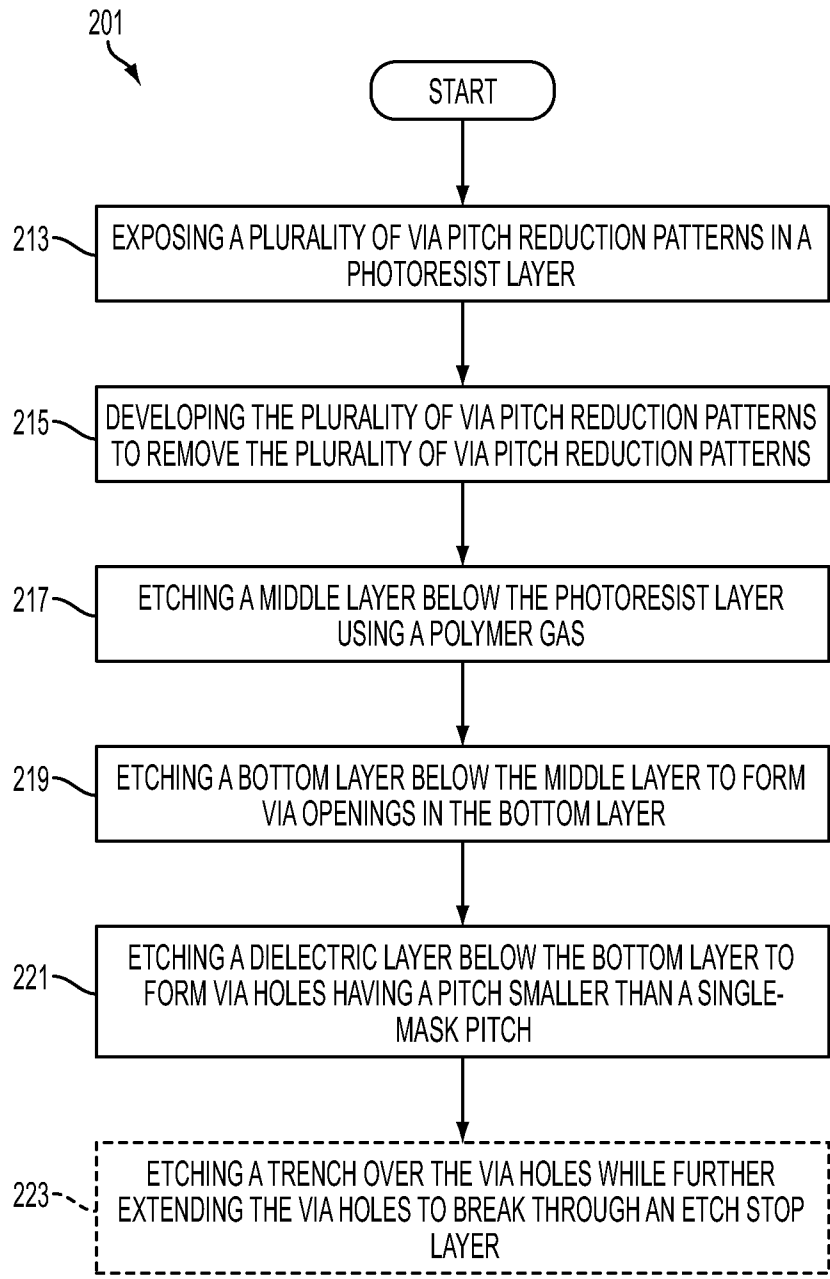 201
START
213
EXPOSING A PLURALITY OF VIA PITCH REDUCTION PATTERNS IN A
PHOTORESIST LAYER
215
DEVELOPING THE PLURALITY OF VIA PITCH REDUCTION PATTERNS
TO REMOVE THE PLURALITY OF VIA PITCH REDUCTION PATTERNS.
217
ETCHING A MIDDLE LAYER BELOW THE PHOTORESIST LAYER
USING A POLYMER GAS
219
ETCHING A BOTTOM LAYER BELOW THE MIDDLE LAYER TO FORM
VIA OPENINGS IN THE BOTTOM LAYER
221
ETCHING A DIELECTRIC LAYER BELOW THE BOTTOM LAYER TO
FORM VIA HOLES HAVING A PITCH SMALLER THAN A SINGLE-
MASK PITCH
223
ETCHING A TRENCH OVER THE VIA HOLES WHILE FURTHER
EXTENDING THE VIA HOLES TO BREAK THROUGH AN ETCH STOP
LAYER